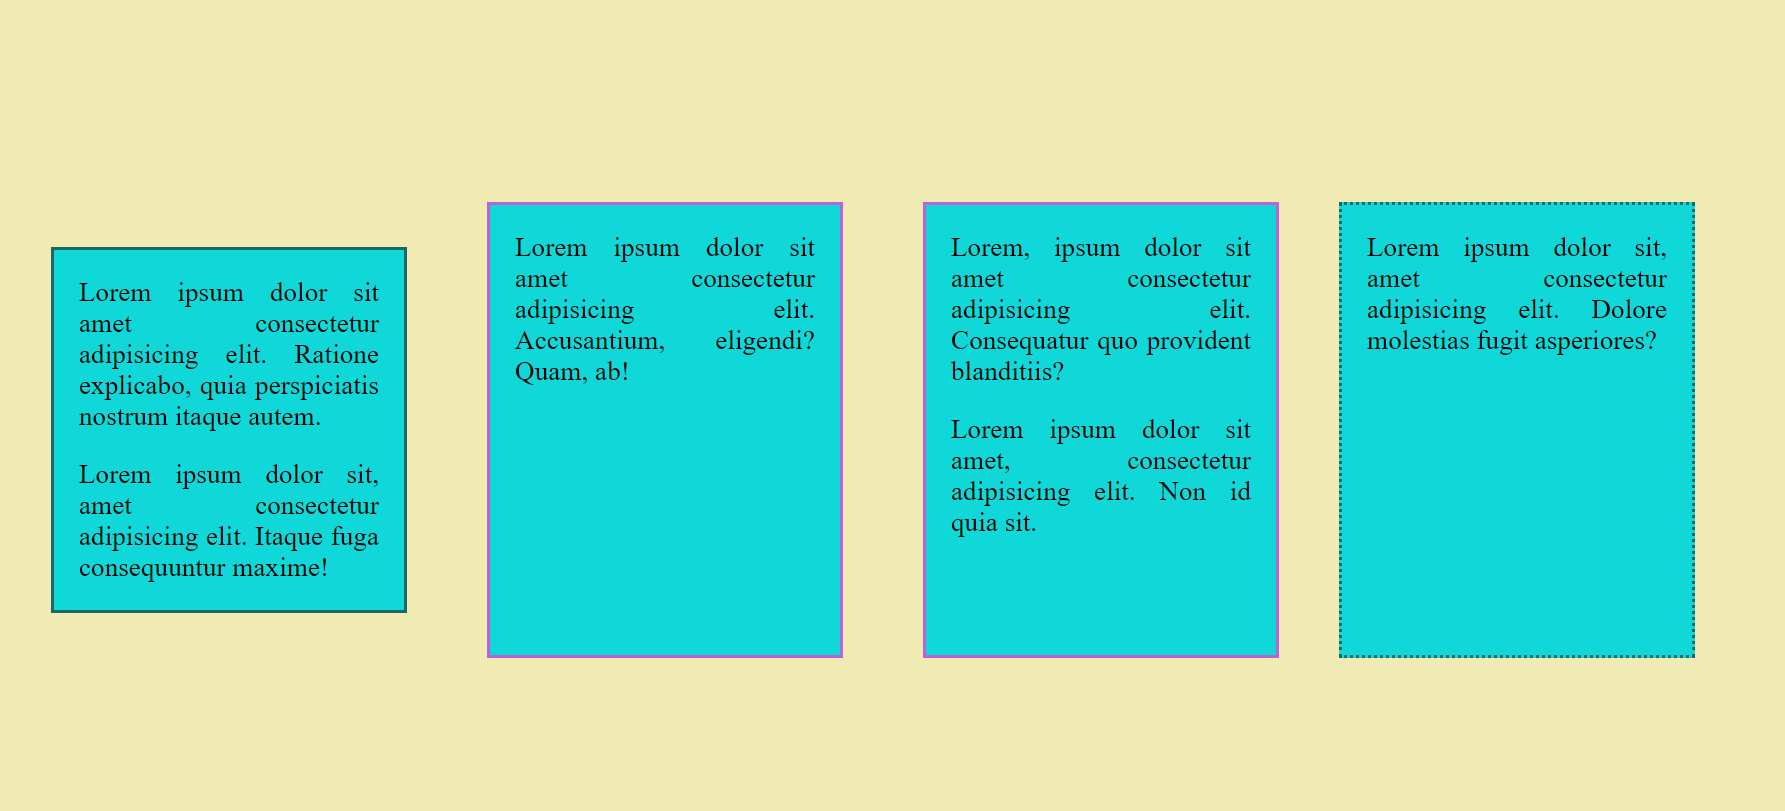 Lorem ipsum dolor sit
amet consectetur
adipisicing elit. Ratione
explicabo, quia perspiciatis
nostrum itaque autem.
Lorem ipsum dolor sit,
amet consectetur
adipisicing elit. Itaque fuga
consequuntur maxime!
Lorem ipsum dolor sit
amet consectetur
adipisicing elit.
Accusantium, eligendi?
Quam, ab!
Lorem, ipsum dolor sit
amet consectetur
adipisicing elit.
Consequatur quo provident
blanditiis?
Lorem ipsum dolor sit
amet, consectetur
adipisicing elit. Non id
quia sit.
Lorem ipsum dolor sit,
amet consectetur
adipisicing elit. Dolore
molestias fugit asperiores?